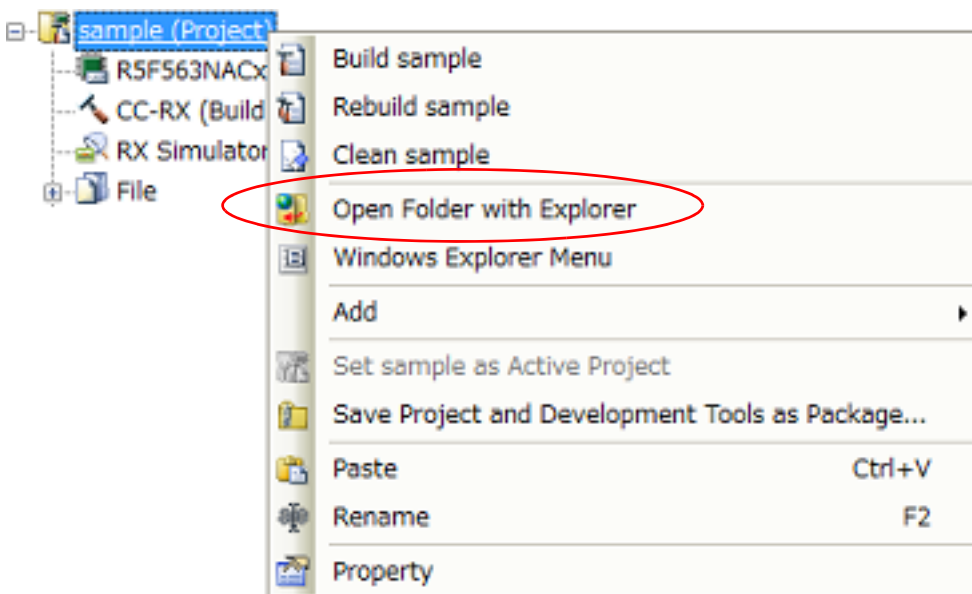 sample (Project)
R5F563NACx
CC-RX (Build
RX Simulator
File
Build sample
Rebuild sample
Clean sample
Open Folder with Explorer
Windows Explorer Menu
Add
Set sample as Active Project
Save Project and Development Tools as Package...
Paste Ctrl+V
Rename F2
Property